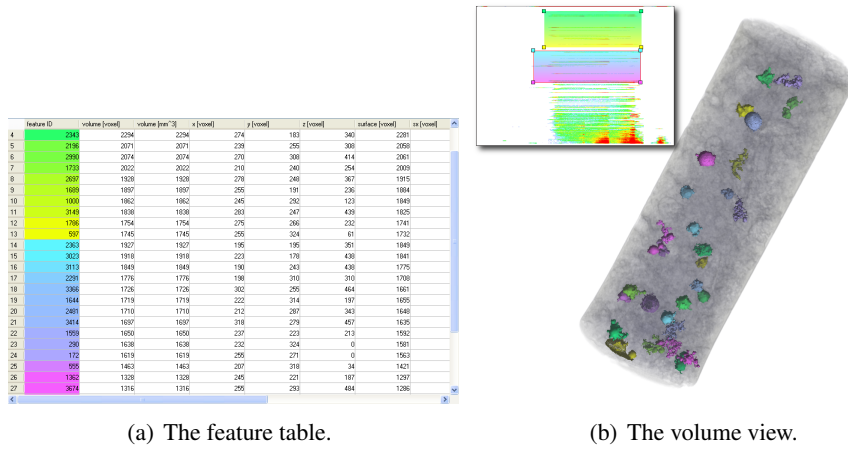 feature ID volume [voxel] volume [mm^3] x [voxel] y [voxel] z [voxel] surface [voxel] sx [voxel]
4 2343 2294 2294 274 183 340 2281
5 2196 2071 2071 239 255 308 2058
6 2990 2074 2074 270 308 414 2061
7 1733 2022 2022 210 240 254 2009
8 2697 1928 1928 278 248 367 1915
9 1689 1897 1897 255 191 236 1884
10 1000 1862 1862 245 292 123 1849
11 3149 1838 1838 283 247 439 1825
12 1786 1754 1754 275 266 232 1741
13 597 1745 1745 255 324 61 1732
14 2363 1927 1927 195 195 351 1849
15 3023 1918 1918 223 178 438 1841
16 3113 1849 1849 190 243 438 1775
17 2291 1776 1776 198 310 310 1708
18 3366 1726 1726 302 255 464 1661
19 1644 1719 1719 222 314 197 1655
20 2481 1710 1710 212 287 343 1648
21 3414 1697 1697 318 279 457 1635
22 1559 1650 1650 237 223 213 1592
23 290 1638 1638 232 324 0 1581
24 172 1619 1619 255 271 0 1563
25 555 1463 1463 207 318 34 1421
26 1362 1328 1328 245 221 187 1297
27 3674 1316 1316 255 293 484 1286
(a) The feature table.
(b) The volume view.